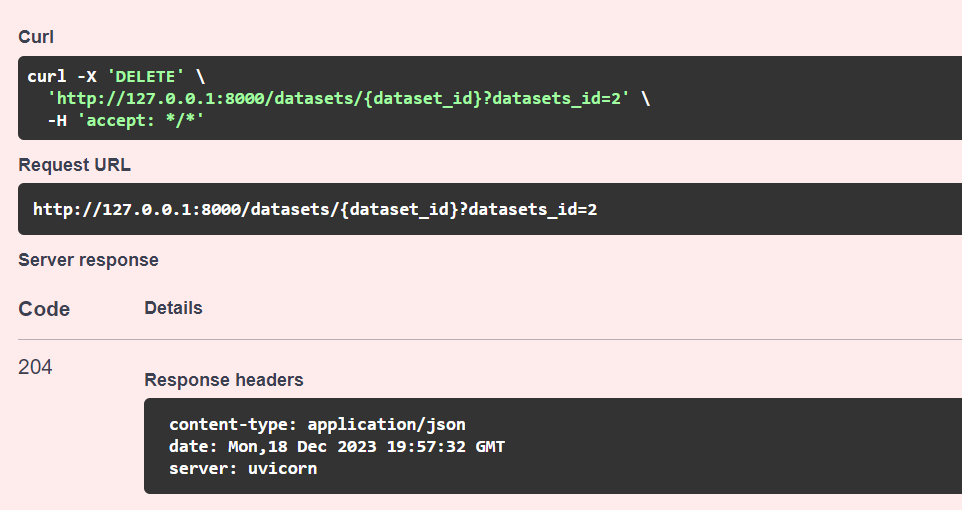 Curl
curl -X 'DELETE' \
'http://127.0.0.1:8000/datasets/{dataset_id}?datasets_id=2' \
-H 'accept: */*'
Request URL
http://127.0.0.1:8000/datasets/{dataset_id}?datasets_id=2
Server response
Code Details
204
Response headers
content-type: application/json
date: Mon,18 Dec 2023 19:57:32 GMT
server: uvicorn